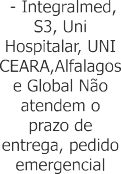 - Integralmed,
S3, Uni
Hospitalar, UNI
CEARA,Alfalagos
e Global Não
atendem o
prazo de
entrega, pedido
emergencial